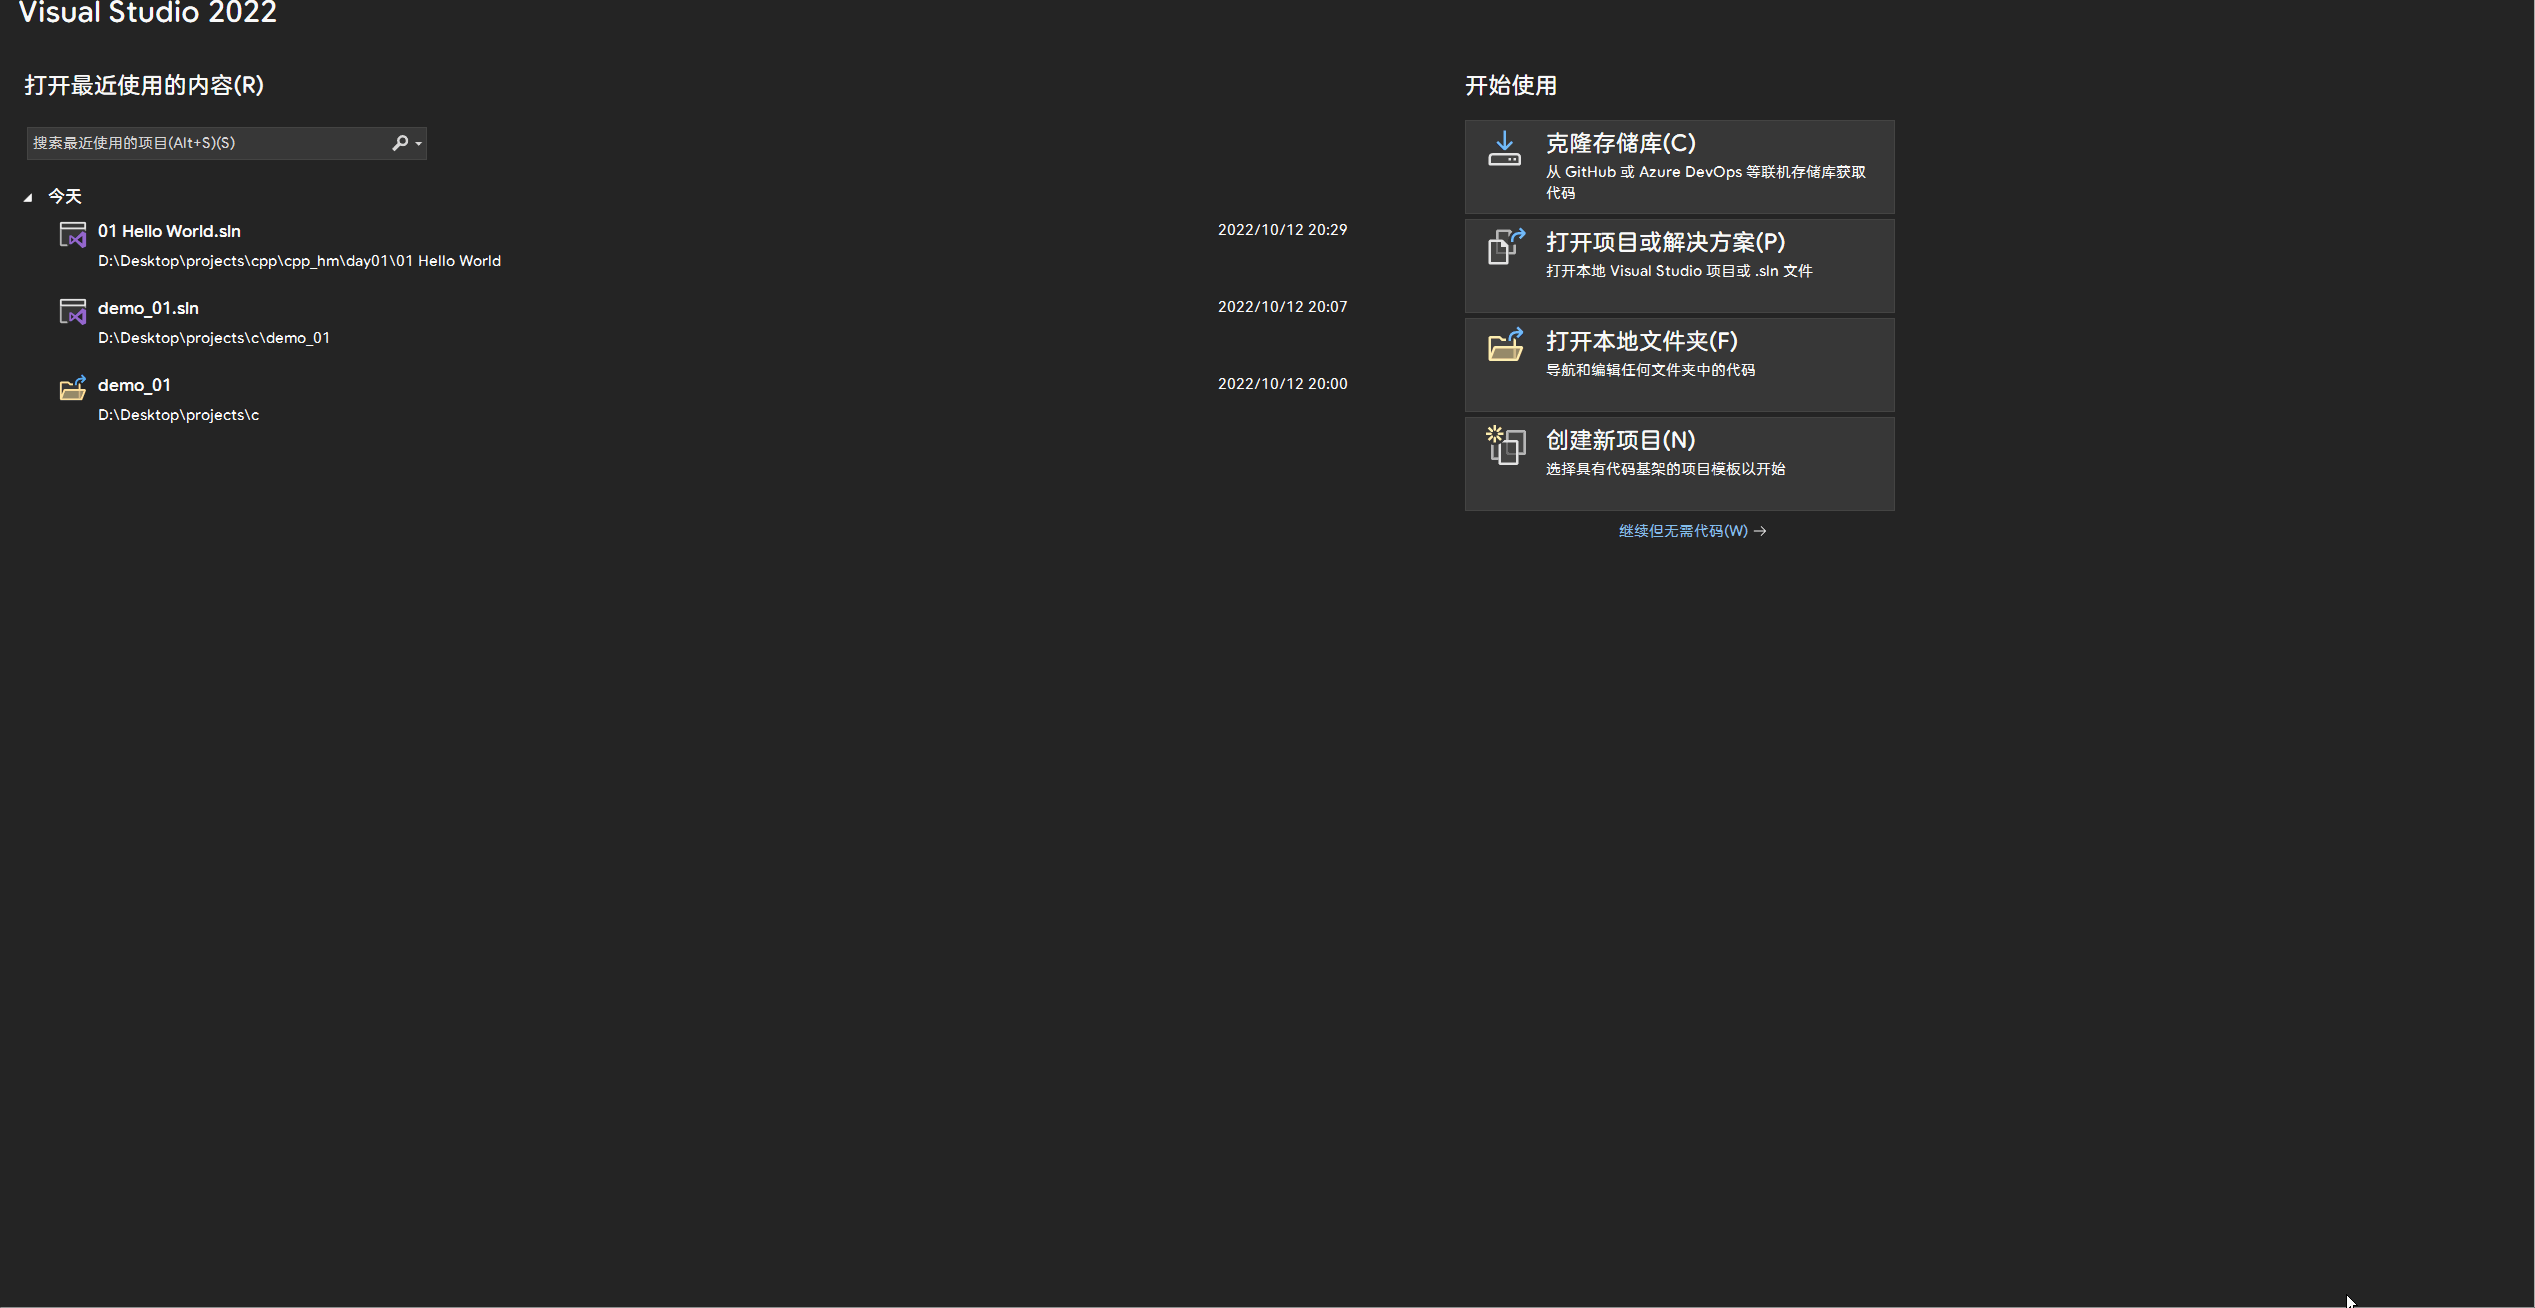 Visual Studio 2022
打开最近使用的内容(R)
搜索最近使用的项目(Alt+S)(S)
今天
01 Hello World.sln
2022/10/12 20:29
D:\Desktop\projects\cpp\cpp_hm\day01\01 Hello World
demo_01.sln
2022/10/12 20:07
D:\Desktop\projects\c\demo_01
demo_01
2022/10/12 20:00
D:\Desktop\projects\c
开始使用
克隆存储库(C)
从 GitHub 或 Azure DevOps 等联机存储库获取
代码
打开项目或解决方案(P)
打开本地 Visual Studio 项目或 .sln 文件
打开本地文件夹(F)
导航和编辑任何文件夹中的代码
创建新项目(N)
选择具有代码基架的项目模板以开始
继续但无需代码(W) →